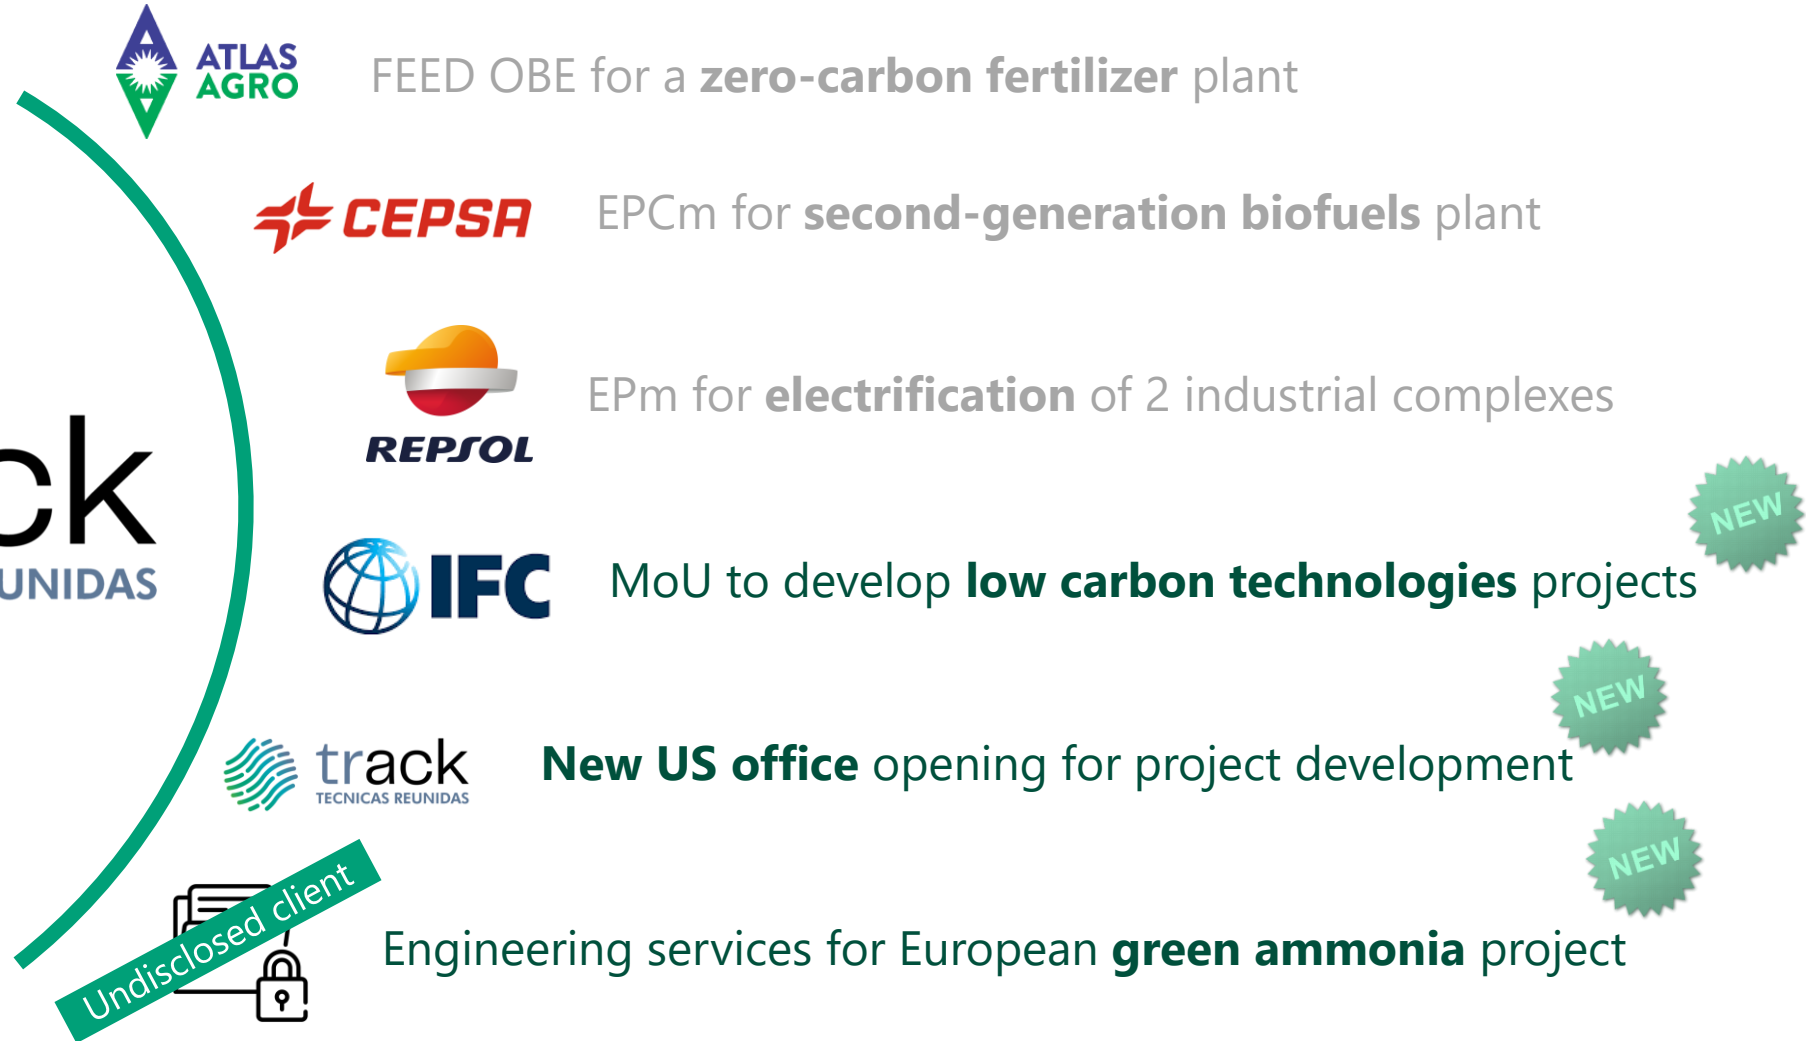 ATLAS
AGRO
FEED OBE for a zero-carbon fertilizer plant
CEPSA
EPCm for second-generation biofuels plant
REPSOL
EPm for electrification of 2 industrial complexes
ck
UNIDAS
NEW
IFC
MoU to develop low carbon technologies projects
NEW
track
TECNICAS REUNIDAS
New US office opening for project development
NEW
Undisclosed client
Engineering services for European green ammonia project